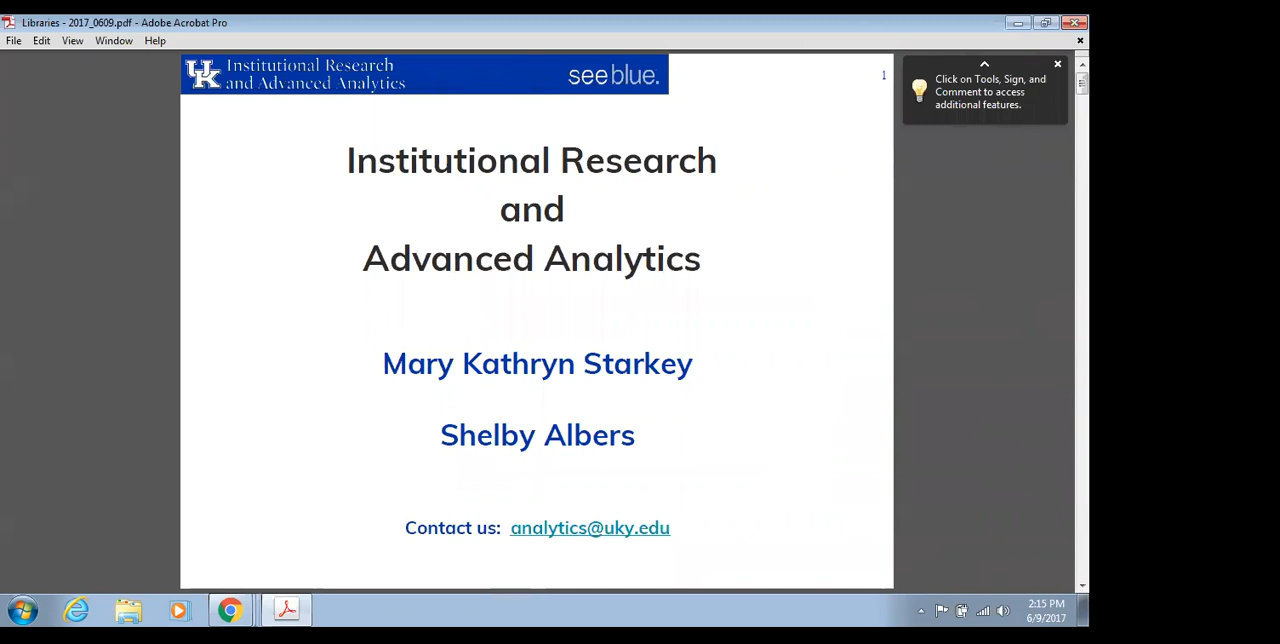 Libraries - 2017_0609.pdf - Adobe Acrobat Pro
File Edit View Window Help
UK Institutional Research
and Advanced Analytics
see blue.
1
Click on Tools, Sign, and
Comment to access
additional features.
Institutional Research
and
Advanced Analytics
Mary Kathryn Starkey
Shelby Albers
Contact us: analytics@uky.edu
2:15 PM
6/9/2017